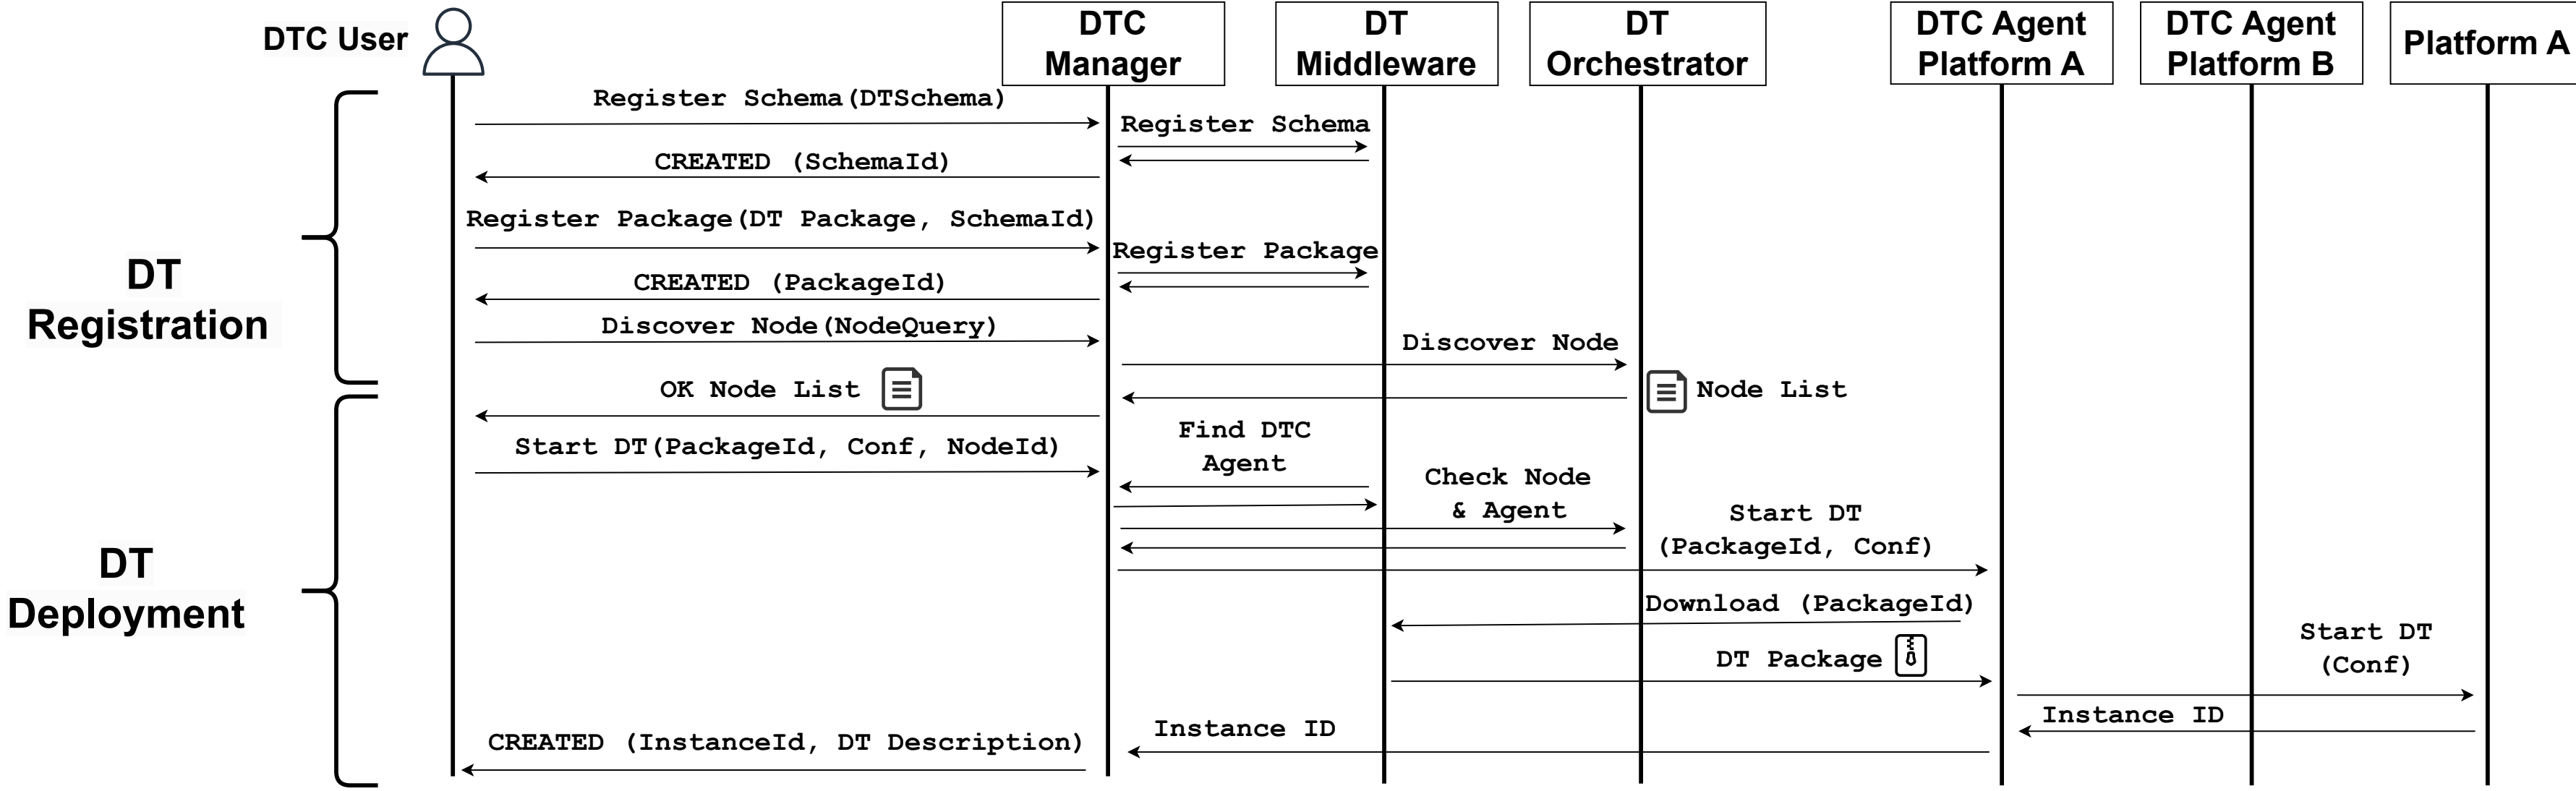 DTC User
DTC
Manager
DT
Middleware
DT
Orchestrator
DTC Agent
Platform A
DTC Agent
Platform B
Platform A
Register Schema(DTSchema)
Register Schema
CREATED (SchemaId)
Register Package(DT Package, SchemaId)
Register Package
CREATED (PackageId)
DT
Registration
Discover Node(NodeQuery)
Discover Node
OK Node List
Node List
Start DT(PackageId, Conf, NodeId)
Find DTC
Agent
Check Node
& Agent
Start DT
(PackageId, Conf)
DT
Deployment
Download (PackageId)
DT Package
Start DT
(Conf)
Instance ID
Instance ID
CREATED (InstanceId, DT Description)